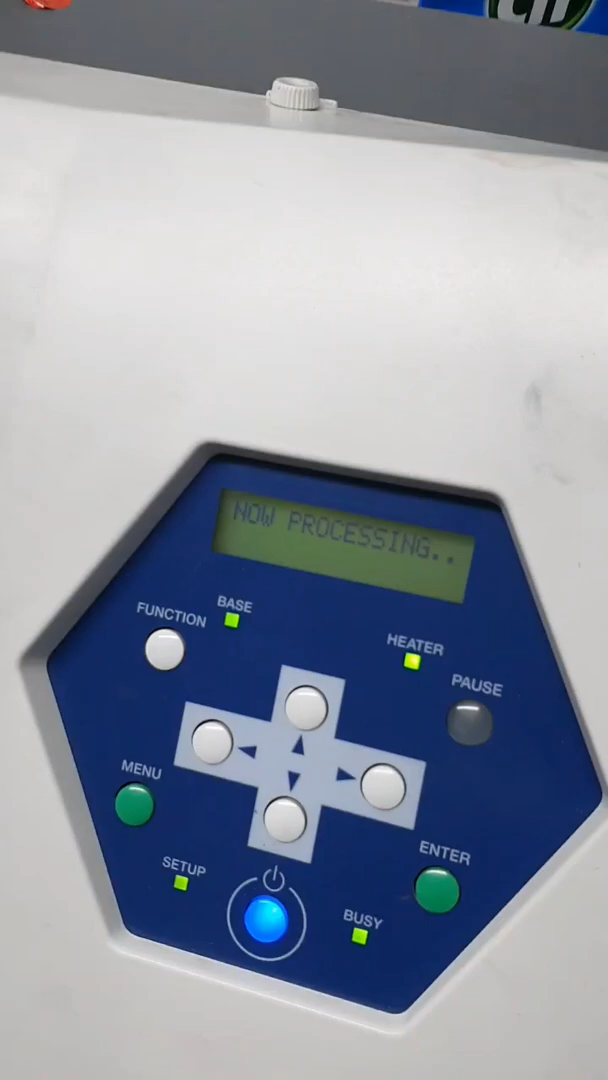 NOW PROCESSING..
BASE
FUNCTION
HEATER
PAUSE
MENU
ENTER
SETUP
BUSY